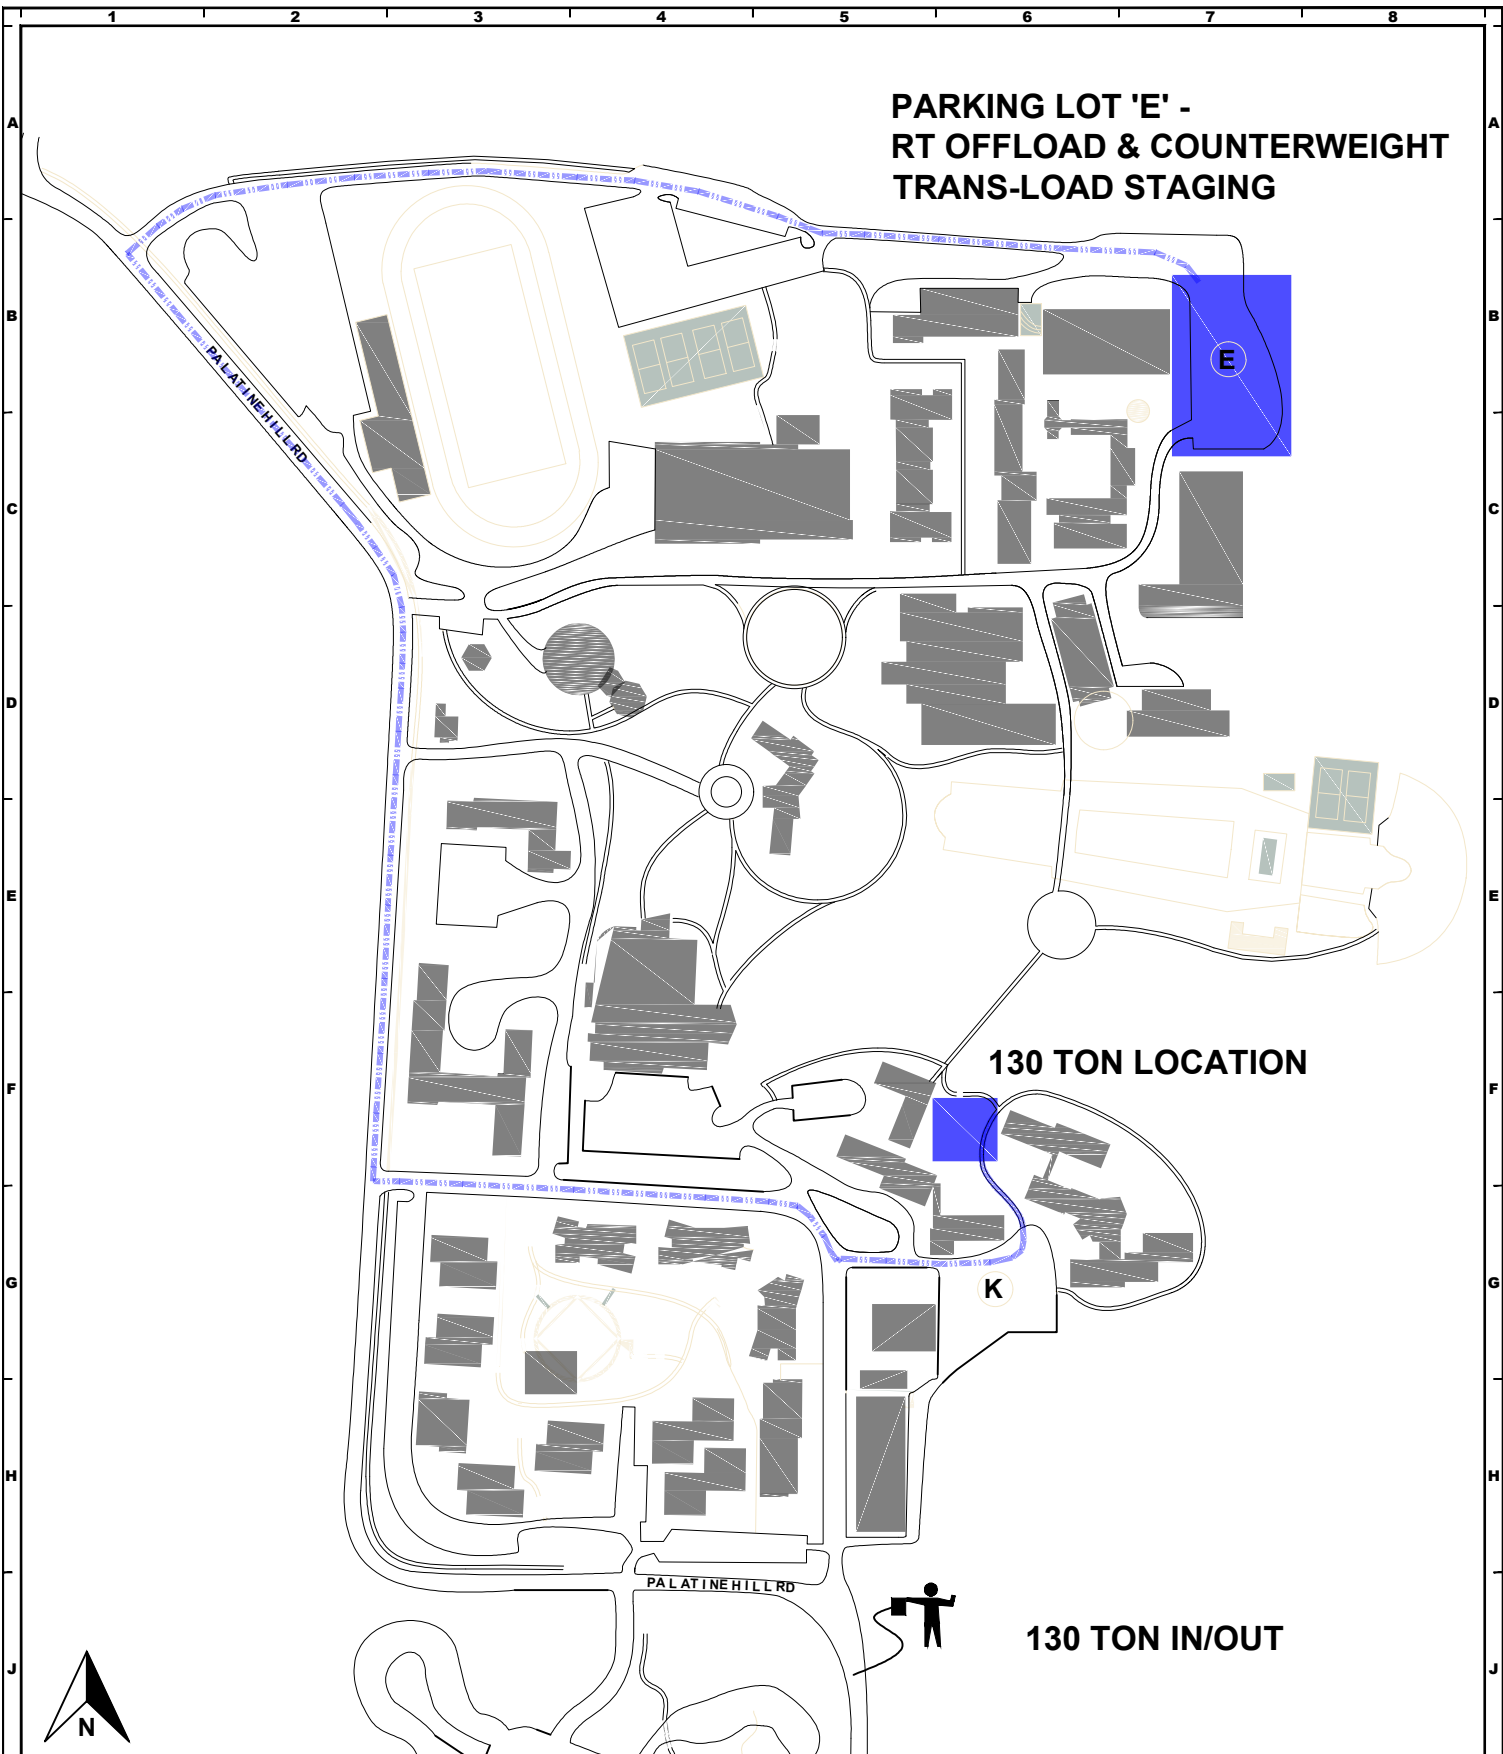 1 2 3 4 5 6 7 8
A A
PARKING LOT 'E' -
RT OFFLOAD & COUNTERWEIGHT
TRANS-LOAD STAGING
B B
E
PALATINE HILL RD
C C
D D
E E
130 TON LOCATION
F F
G G
K
H H
PALATINE HILL RD
130 TON IN/OUT
J J
N